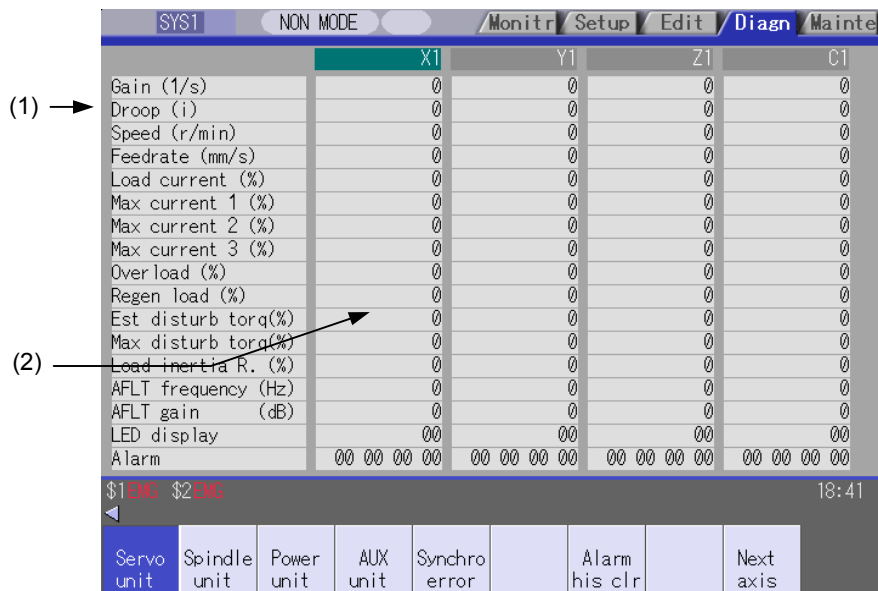 SYS1 NON MODE Monitr Setup Edit Diagn Mainte
X1 Y1 Z1 C1
Gain (1/s) 0 0 0 0
(1) Droop (i) 0 0 0 0
Speed (r/min) 0 0 0 0
Feedrate (mm/s) 0 0 0 0
Load current (%) 0 0 0 0
Max current 1 (%) 0 0 0 0
Max current 2 (%) 0 0 0 0
Max current 3 (%) 0 0 0 0
Overload (%) 0 0 0 0
Regen load (%) 0 0 0 0
Est disturb torq(%) 0 0 0 0
Max disturb torq(%) 0 0 0 0
(2) Load inertia R. (%) 0 0 0 0
AFLT frequency (Hz) 0 0 0 0
AFLT gain (dB) 0 0 0 0
LED display 00 00 00 00
Alarm 00 00 00 00 00 00 00 00 00 00 00 00 00 00 00 00
$1 EMG $2 EMG 18:41
Servo unit
Spindle unit
Power unit
AUX unit
Synchro error
Alarm his clr
Next axis